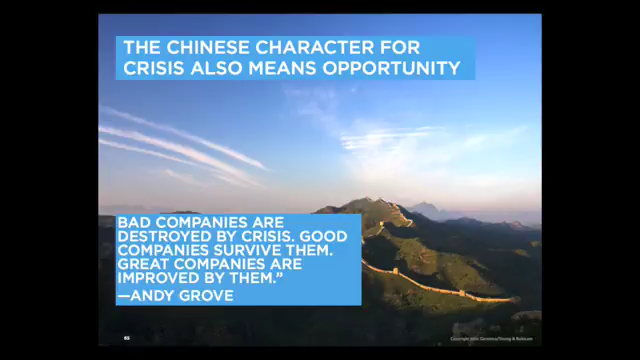 THE CHINESE CHARACTER FOR
CRISIS ALSO MEANS OPPORTUNITY
BAD COMPANIES ARE
DESTROYED BY CRISIS. GOOD
COMPANIES SURVIVE THEM.
GREAT COMPANIES ARE
IMPROVED BY THEM.”
—ANDY GROVE